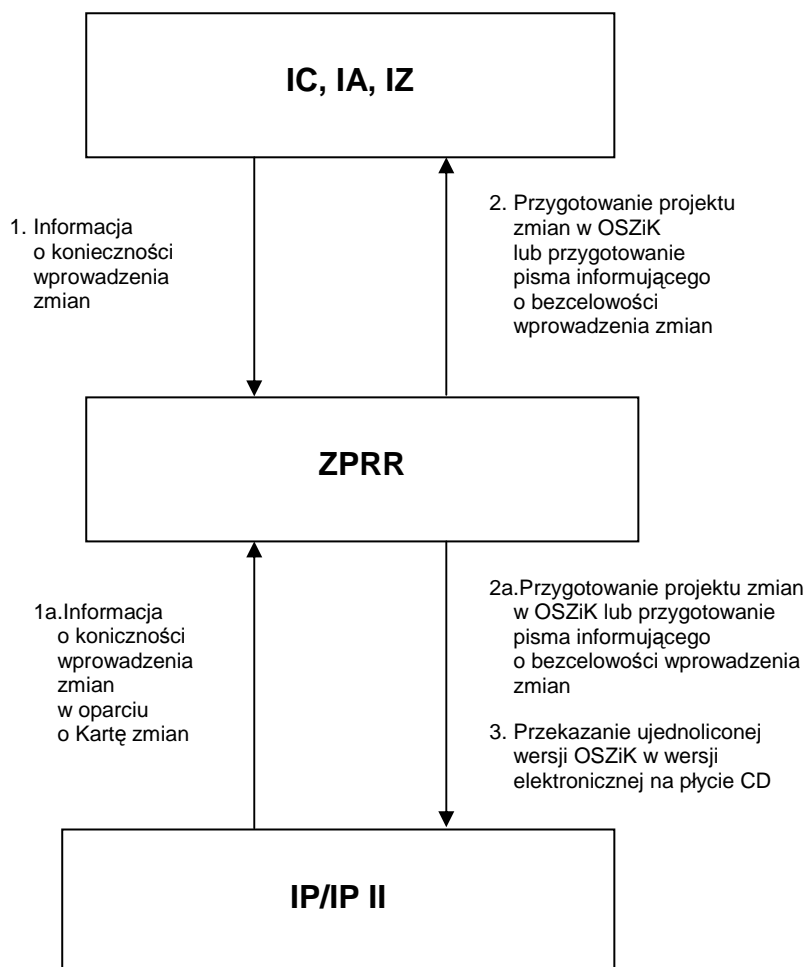 IC, IA, IZ
1. Informacja
o konieczności
wprowadzenia
zmian
2. Przygotowanie projektu
zmian w OSZiK
lub przygotowanie
pisma informującego
o bezcelowości
wprowadzenia zmian
ZPRR
1a.Informacja
o koniczności
wprowadzenia
zmian
w oparciu
o Kartę zmian
2a.Przygotowanie projektu zmian
w OSZiK lub przygotowanie
pisma informującego
o bezcelowości wprowadzenia
zmian
3. Przekazanie ujednoliconej
wersji OSZiK w wersji
elektronicznej na płycie CD
IP/IP II